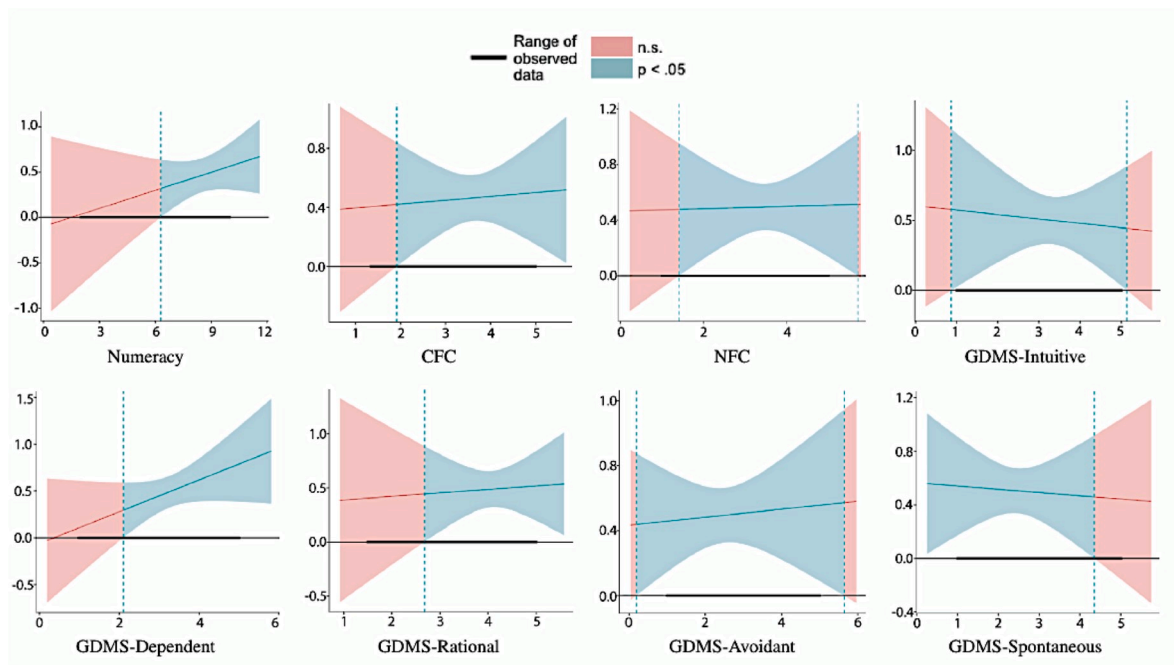 Range of
observed
data
n.s.
p < .05
1.0
0.5
0.0
-0.5
-1.0
0 3 6 9 12
Numeracy
0.8
0.4
0.0
1 2 3 4 5
CFC
1.2
0.8
0.4
0.0
0 2 4
NFC
1.0
0.5
0.0
0 1 2 3 4 5
GDMS-Intuitive
1.5
1.0
0.5
0.0
-0.5
0 2 4 6
GDMS-Dependent
1.0
0.5
0.0
-0.5
1 2 3 4 5
GDMS-Rational
1.0
0.8
0.4
0.0
0 1 2 3 4 5 6
GDMS-Avoidant
1.2
0.8
0.4
0.0
-0.4
0 1 2 3 4 5
GDMS-Spontaneous